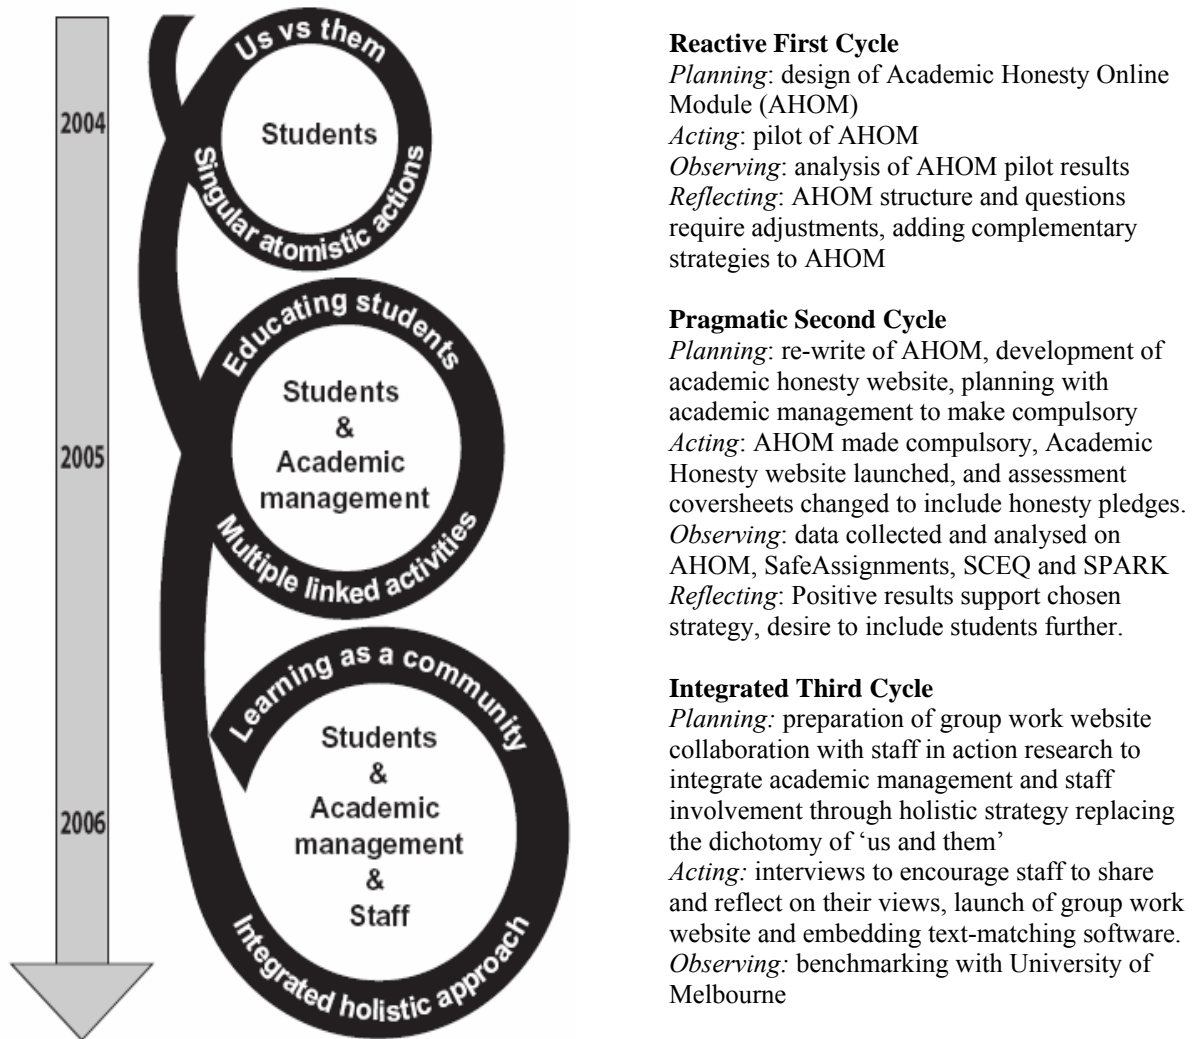 2004
Us vs them
Students
Singular atomistic actions
2005
Educating students
Students
&
Academic
management
Multiple linked activities
2006
Learning as a community
Students
&
Academic
management
&
Staff
Integrated holistic approach
Reactive First Cycle
Planning: design of Academic Honesty Online
Module (AHOM)
Acting: pilot of AHOM
Observing: analysis of AHOM pilot results
Reflecting: AHOM structure and questions
require adjustments, adding complementary
strategies to AHOM
Pragmatic Second Cycle
Planning: re-write of AHOM, development of
academic honesty website, planning with
academic management to make compulsory
Acting: AHOM made compulsory, Academic
Honesty website launched, and assessment
coversheets changed to include honesty pledges.
Observing: data collected and analysed on
AHOM, SafeAssignments, SCEQ and SPARK
Reflecting: Positive results support chosen
strategy, desire to include students further.
Integrated Third Cycle
Planning: preparation of group work website
collaboration with staff in action research to
integrate academic management and staff
involvement through holistic strategy replacing
the dichotomy of ‘us and them’
Acting: interviews to encourage staff to share
and reflect on their views, launch of group work
website and embedding text-matching software.
Observing: benchmarking with University of
Melbourne